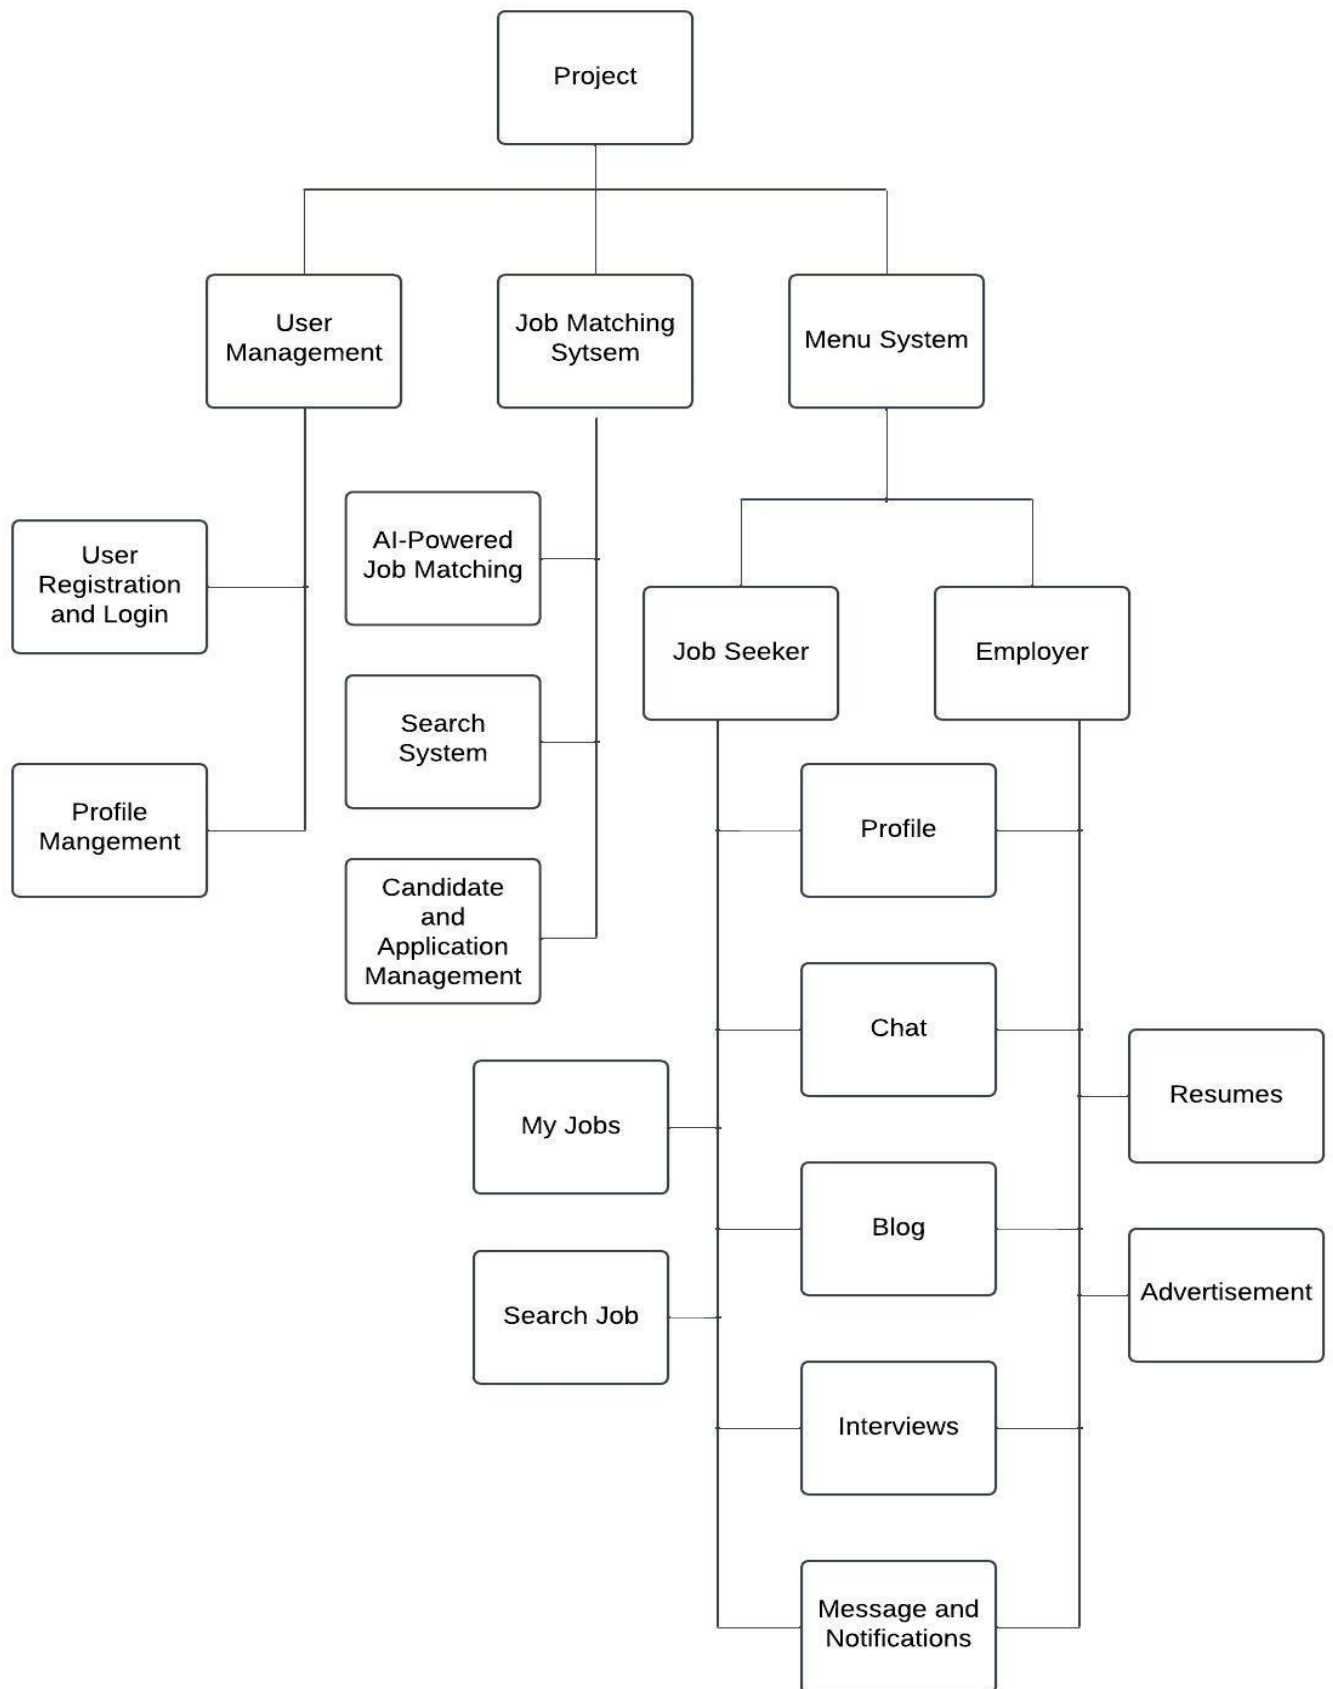 Project
User
Management
Job Matching
Sytsem
Menu System
User
Registration
and Login
AI-Powered
Job Matching
Job Seeker
Employer
Search
System
Profile
Mangement
Profile
Candidate
and
Application
Management
Chat
My Jobs
Resumes
Blog
Search Job
Advertisement
Interviews
Message and
Notifications